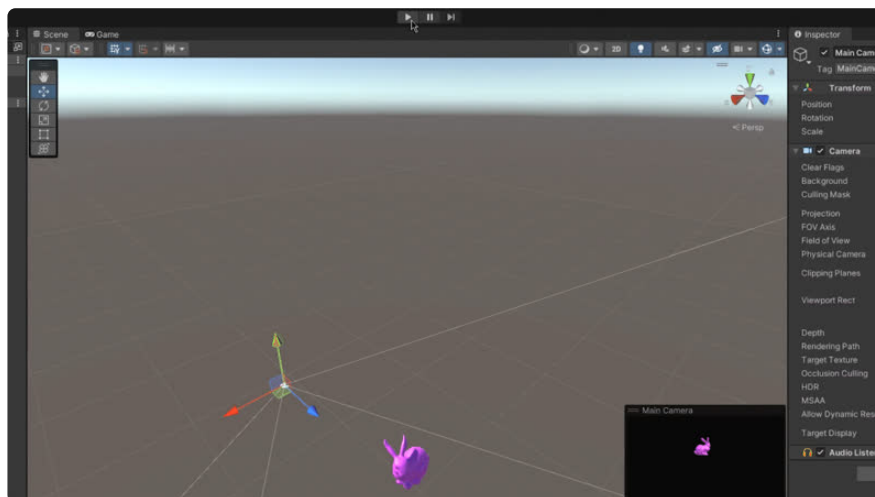 Scene
Game
2D
Persp
Main Camera
Inspector
Main Cam
Tag MainCame
Transform
Position
Rotation
Scale
Camera
Clear Flags
Background
Culling Mask
Projection
FOV Axis
Field of View
Physical Camera
Clipping Planes
Viewport Rect
Depth
Rendering Path
Target Texture
Occlusion Culling
HDR
MSAA
Allow Dynamic Res
Target Display
Audio Liste